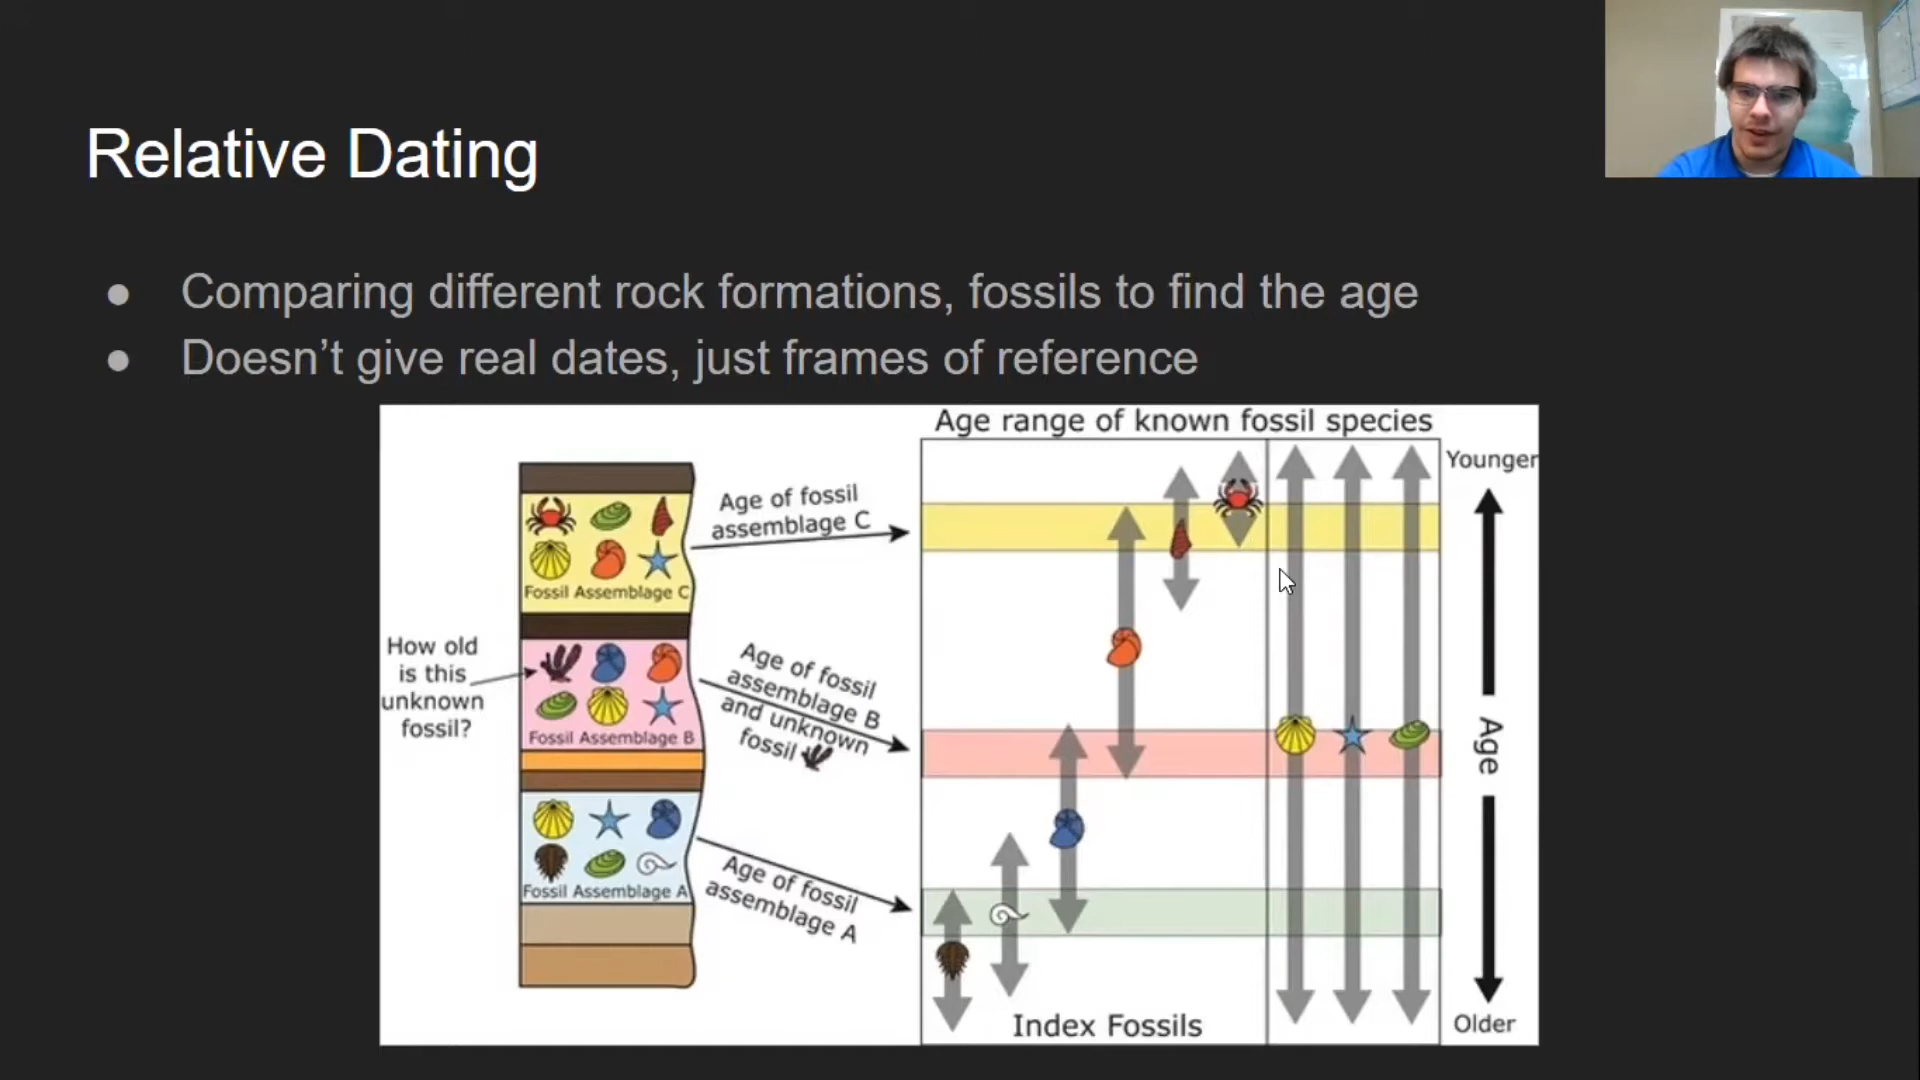 Relative Dating
● Comparing different rock formations, fossils to find the age
● Doesn’t give real dates, just frames of reference
Age range of known fossil species
Younger
Age of fossil
assemblage C
Fossil Assemblage C
How old
is this
unknown
fossil?
Age of fossil
assemblage B
and unknown
fossil
Fossil Assemblage B
Age
Age of fossil
assemblage A
Fossil Assemblage A
Index Fossils
Older